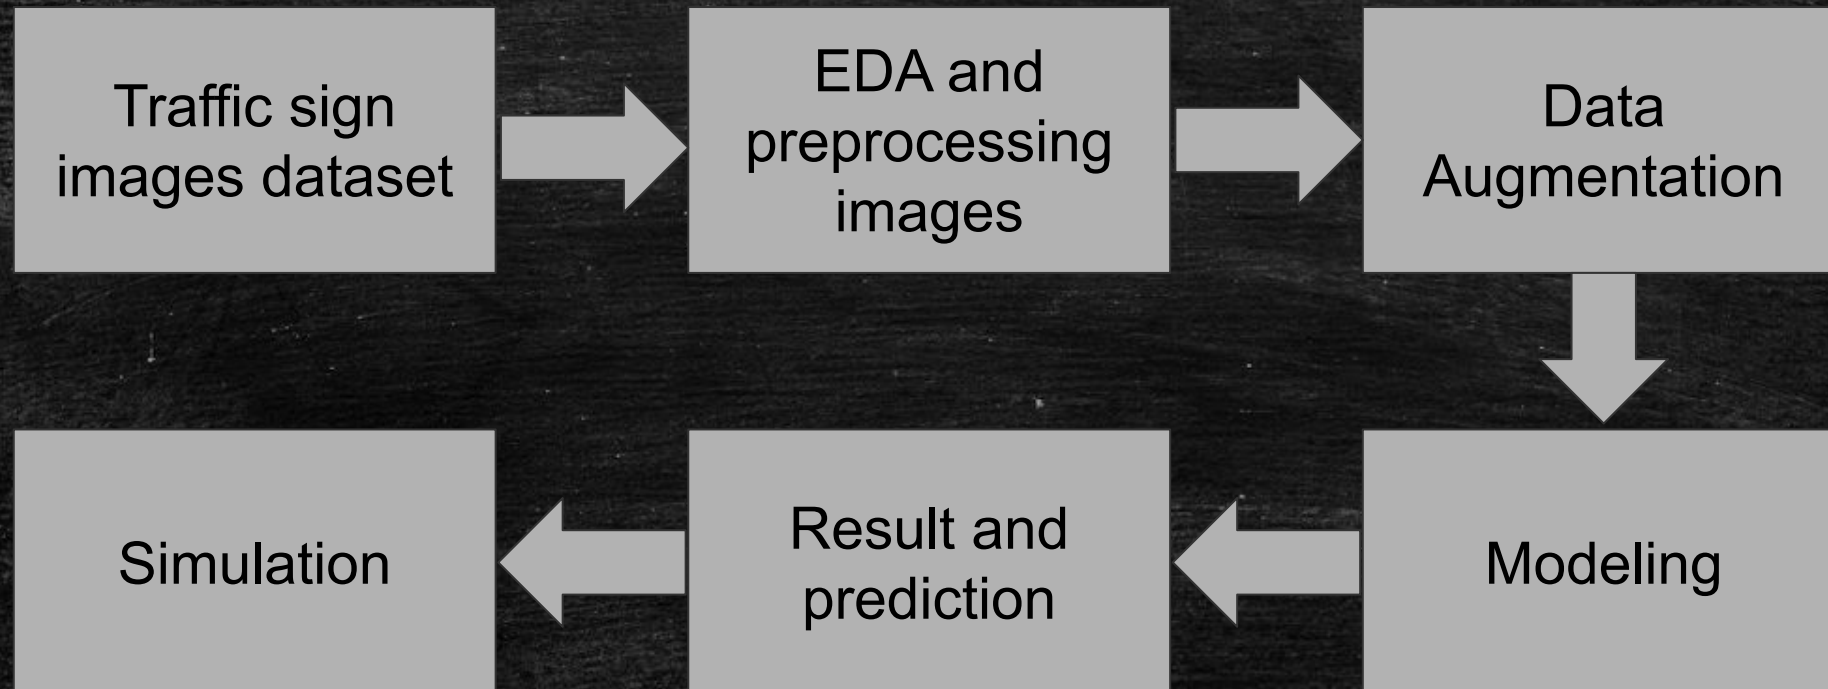 Traffic sign
images dataset
EDA and
preprocessing
images
Data
Augmentation
Modeling
Result and
prediction
Simulation